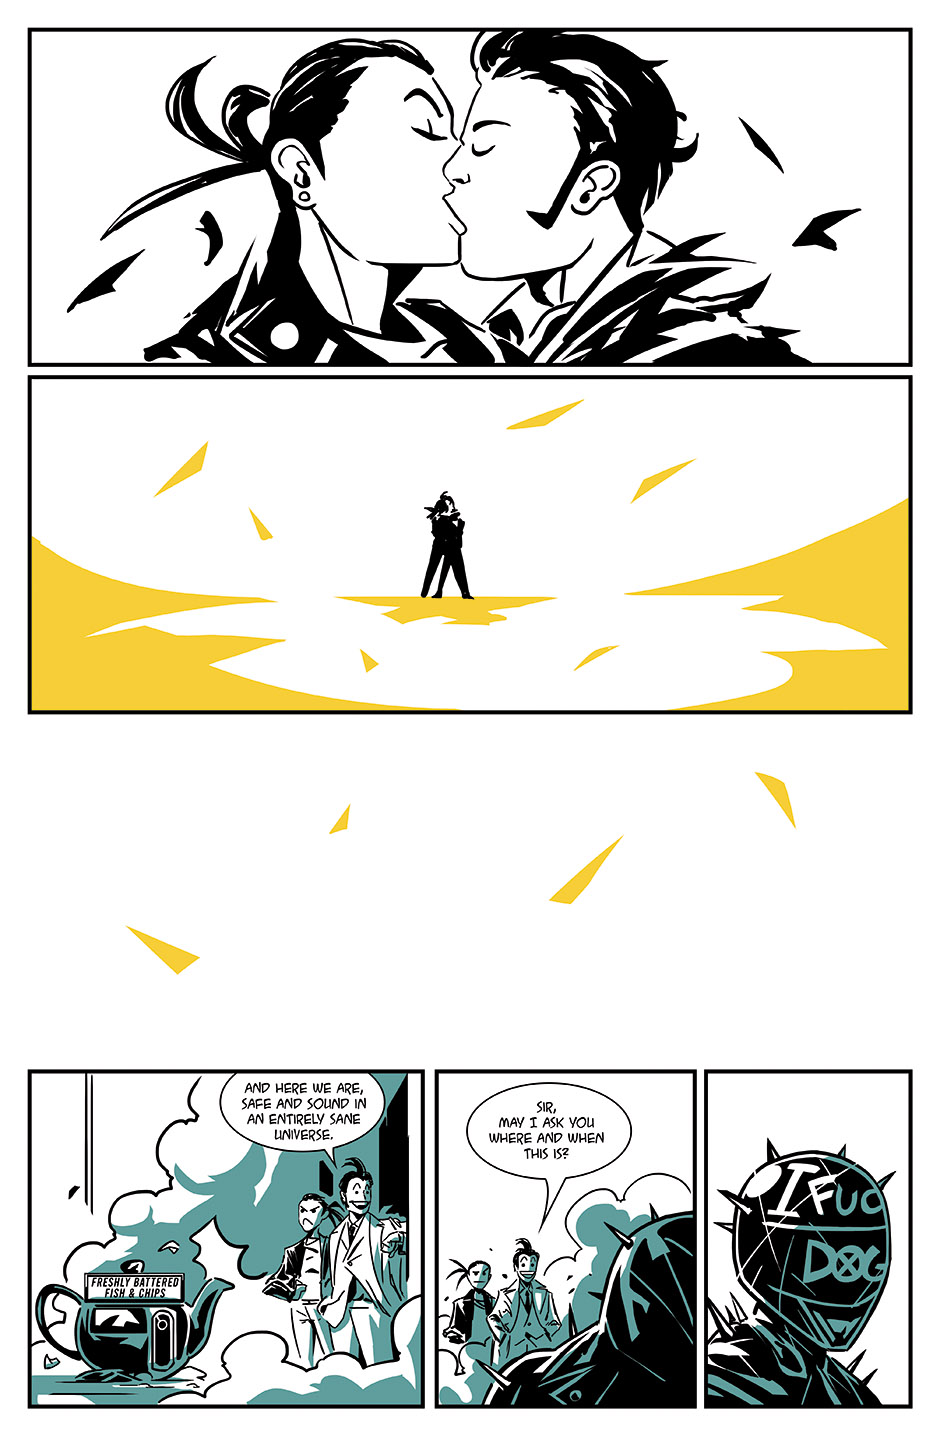 AND HERE WE ARE,
SAFE AND SOUND IN
AN ENTIRELY SANE
UNIVERSE.
FRESHLY BATTERED
FISH & CHIPS
SIR,
MAY I ASK YOU
WHERE AND WHEN
THIS IS?
I FUC
DOG